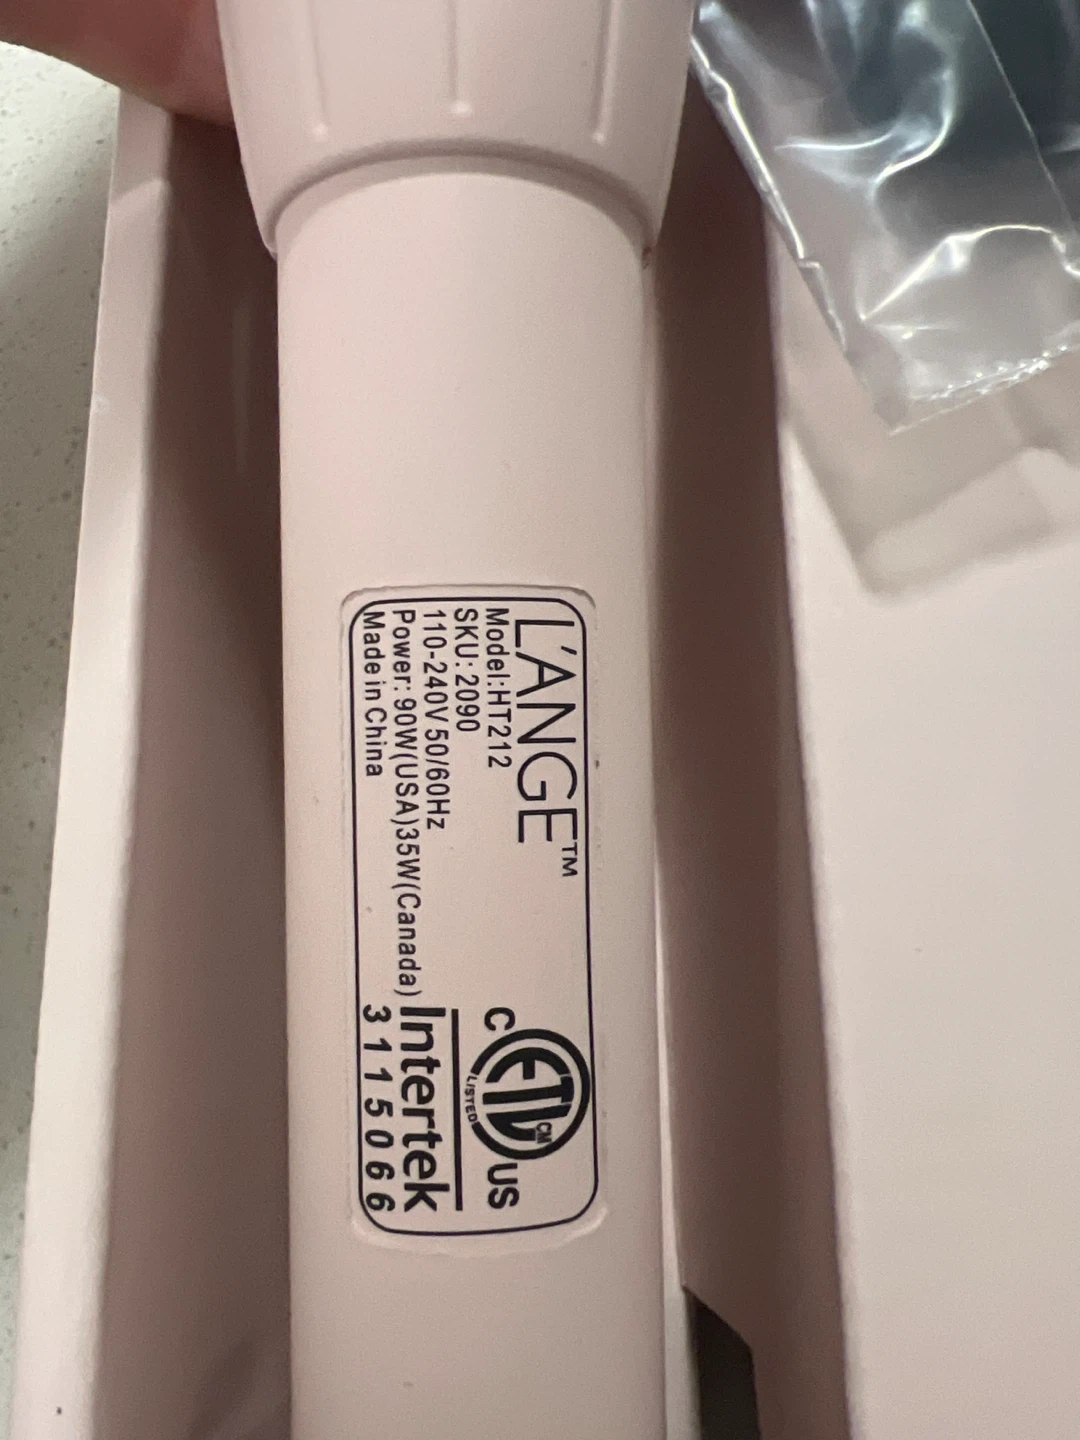 L'ANGE™
Model:HT212
SKU: 2090
110-240V 50/60Hz
Power: 90W(USA)35W(Canada)
Made in China
C ETL CM US
LISTED
Intertek
3115066